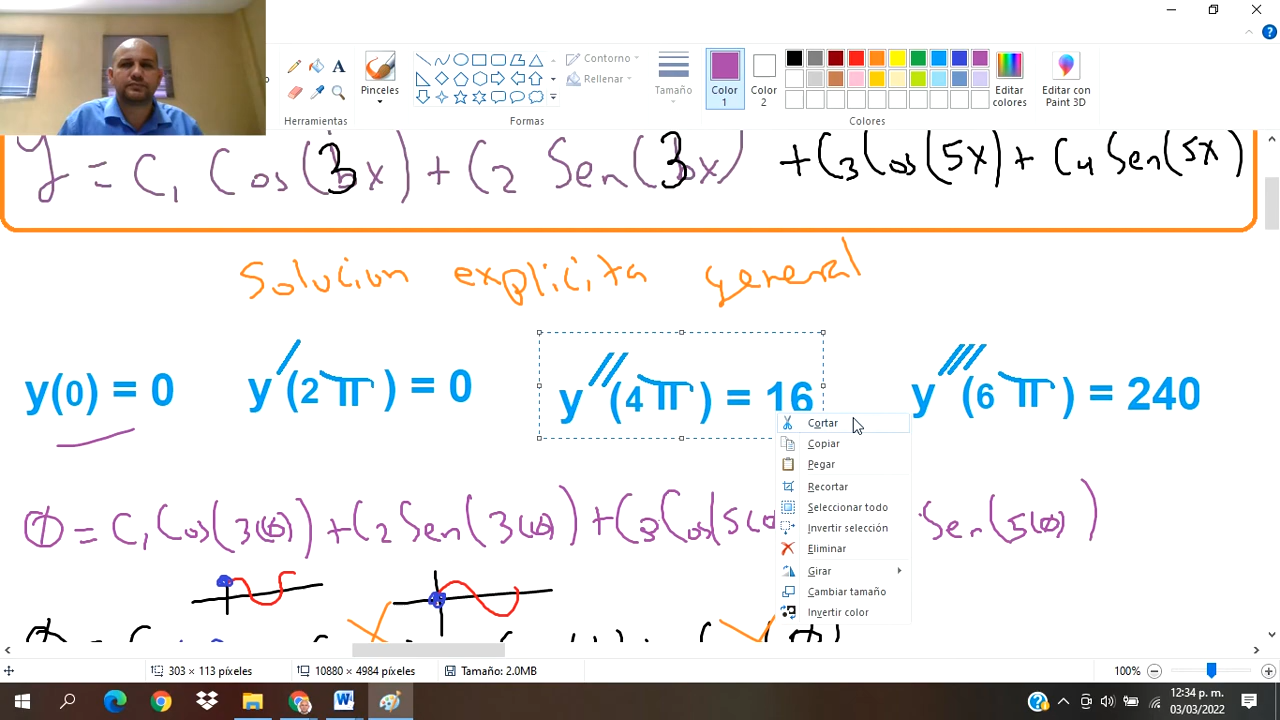 Contorno
Rellenar
Pinceles
Tamaño
Color 1
Color 2
Editar colores
Editar con Paint 3D
Herramientas
Formas
Colores
y = C1 Cos(3x) + C2 Sen(3x) + C3 Cos(5x) + C4 Sen(5x)
Solucion explicita general
y(0) = 0
y′(2π) = 0
y″(4π) = 16
y‴(6π) = 240
Cortar
Copiar
Pegar
Recortar
Seleccionar todo
Invertir selección
Eliminar
Girar
Cambiar tamaño
Invertir color
0 = C1 Cos(3(0)) + C2 Sen(3(0)) + C3 Cos(5(0 Sen(5(0))
303 × 113 píxeles
10880 × 4984 píxeles
Tamaño: 2.0MB
100%
12:34 p. m.
03/03/2022